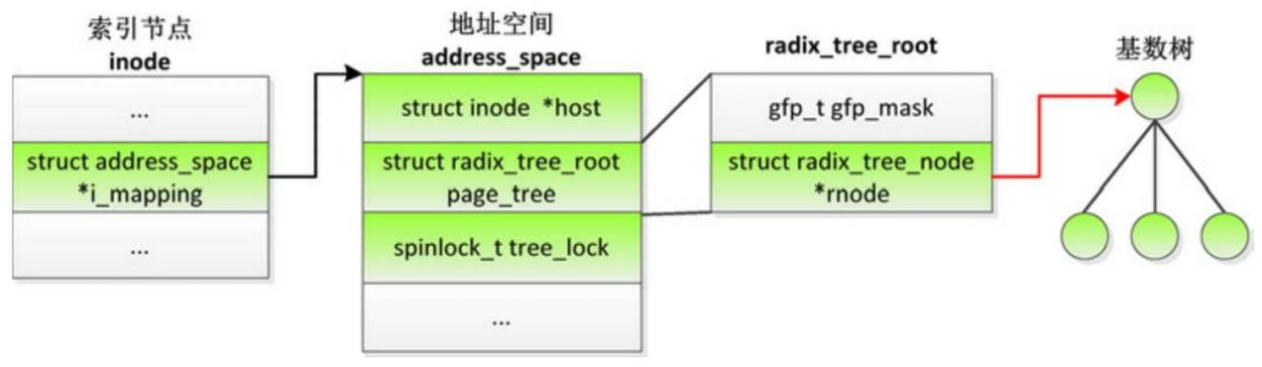 索引节点
inode
...
struct address_space
*i_mapping
...
地址空间
address_space
struct inode *host
struct radix_tree_root
page_tree
spinlock_t tree_lock
...
radix_tree_root
gfp_t gfp_mask
struct radix_tree_node
*rnode
基数树